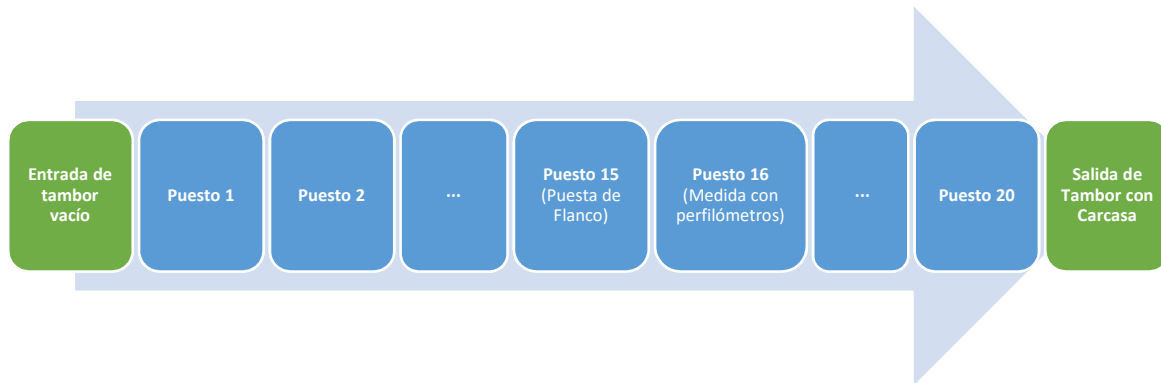 Entrada de
tambor
vacío
Puesto 1
Puesto 2
...
Puesto 15
(Puesta de
Flanco)
Puesto 16
(Medida con
perfilómetros)
...
Puesto 20
Salida de
Tambor con
Carcasa